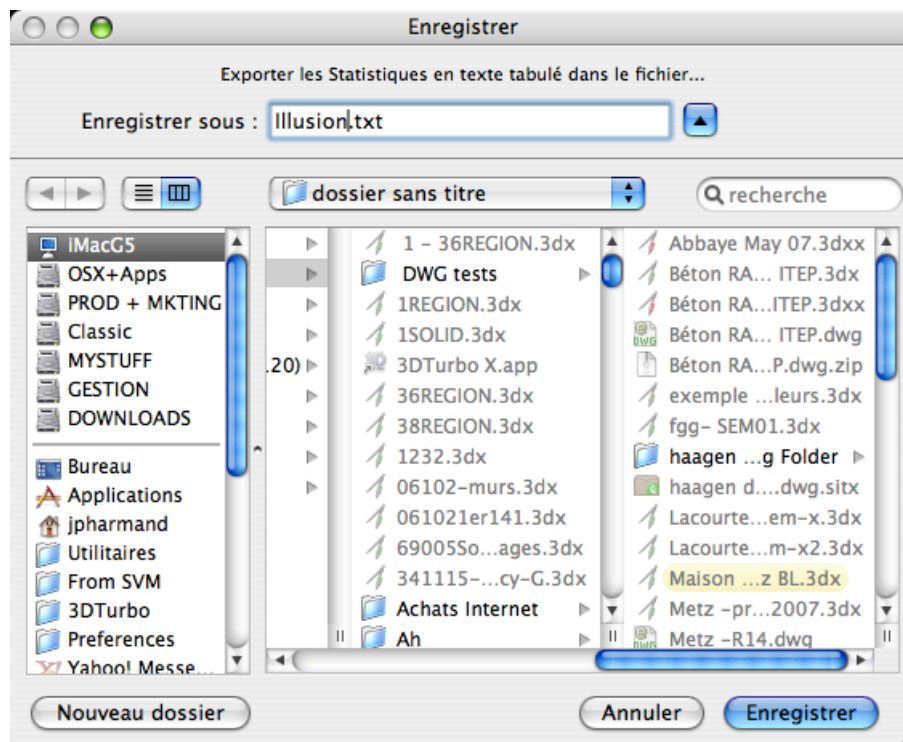 Enregistrer
Exporter les Statistiques en texte tabulé dans le fichier...
Enregistrer sous : Illusion.txt
dossier sans titre
recherche
iMacG5
OSX+Apps
PROD + MKTING
Classic
MYSTUFF
GESTION
DOWNLOADS
Bureau
Applications
jpharmand
Utilitaires
From SVM
3DTurbo
Preferences
Yahoo! Messe...
.20)
1 - 36REGION.3dx
DWG tests
1REGION.3dx
1SOLID.3dx
3DTurbo X.app
36REGION.3dx
38REGION.3dx
1232.3dx
06102-murs.3dx
061021er141.3dx
69005So...ages.3dx
341115-...cy-G.3dx
Achats Internet
Ah
Abbaye May 07.3dxx
Béton RA... ITEP.3dx
Béton RA...ITEP.3dxx
Béton RA... ITEP.dwg
Béton RA...P.dwg.zip
exemple ...leurs.3dx
fgg- SEM01.3dx
haagen ...g Folder
haagen d....dwg.sitx
Lacourte...em-x.3dx
Lacourte...m-x2.3dx
Maison ...z BL.3dx
Metz -pr...2007.3dx
Metz -R14.dwg
Nouveau dossier
Annuler
Enregistrer